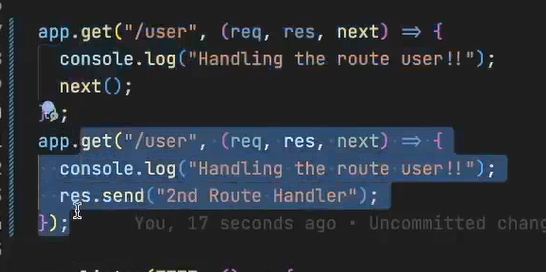 app.get("/user", (req, res, next) => {
  console.log("Handling the route user!!");
  next();
});
app.get("/user", (req, res, next) => {
  console.log("Handling the route user!!");
  res.send("2nd Route Handler");
});    You, 17 seconds ago • Uncommitted chang